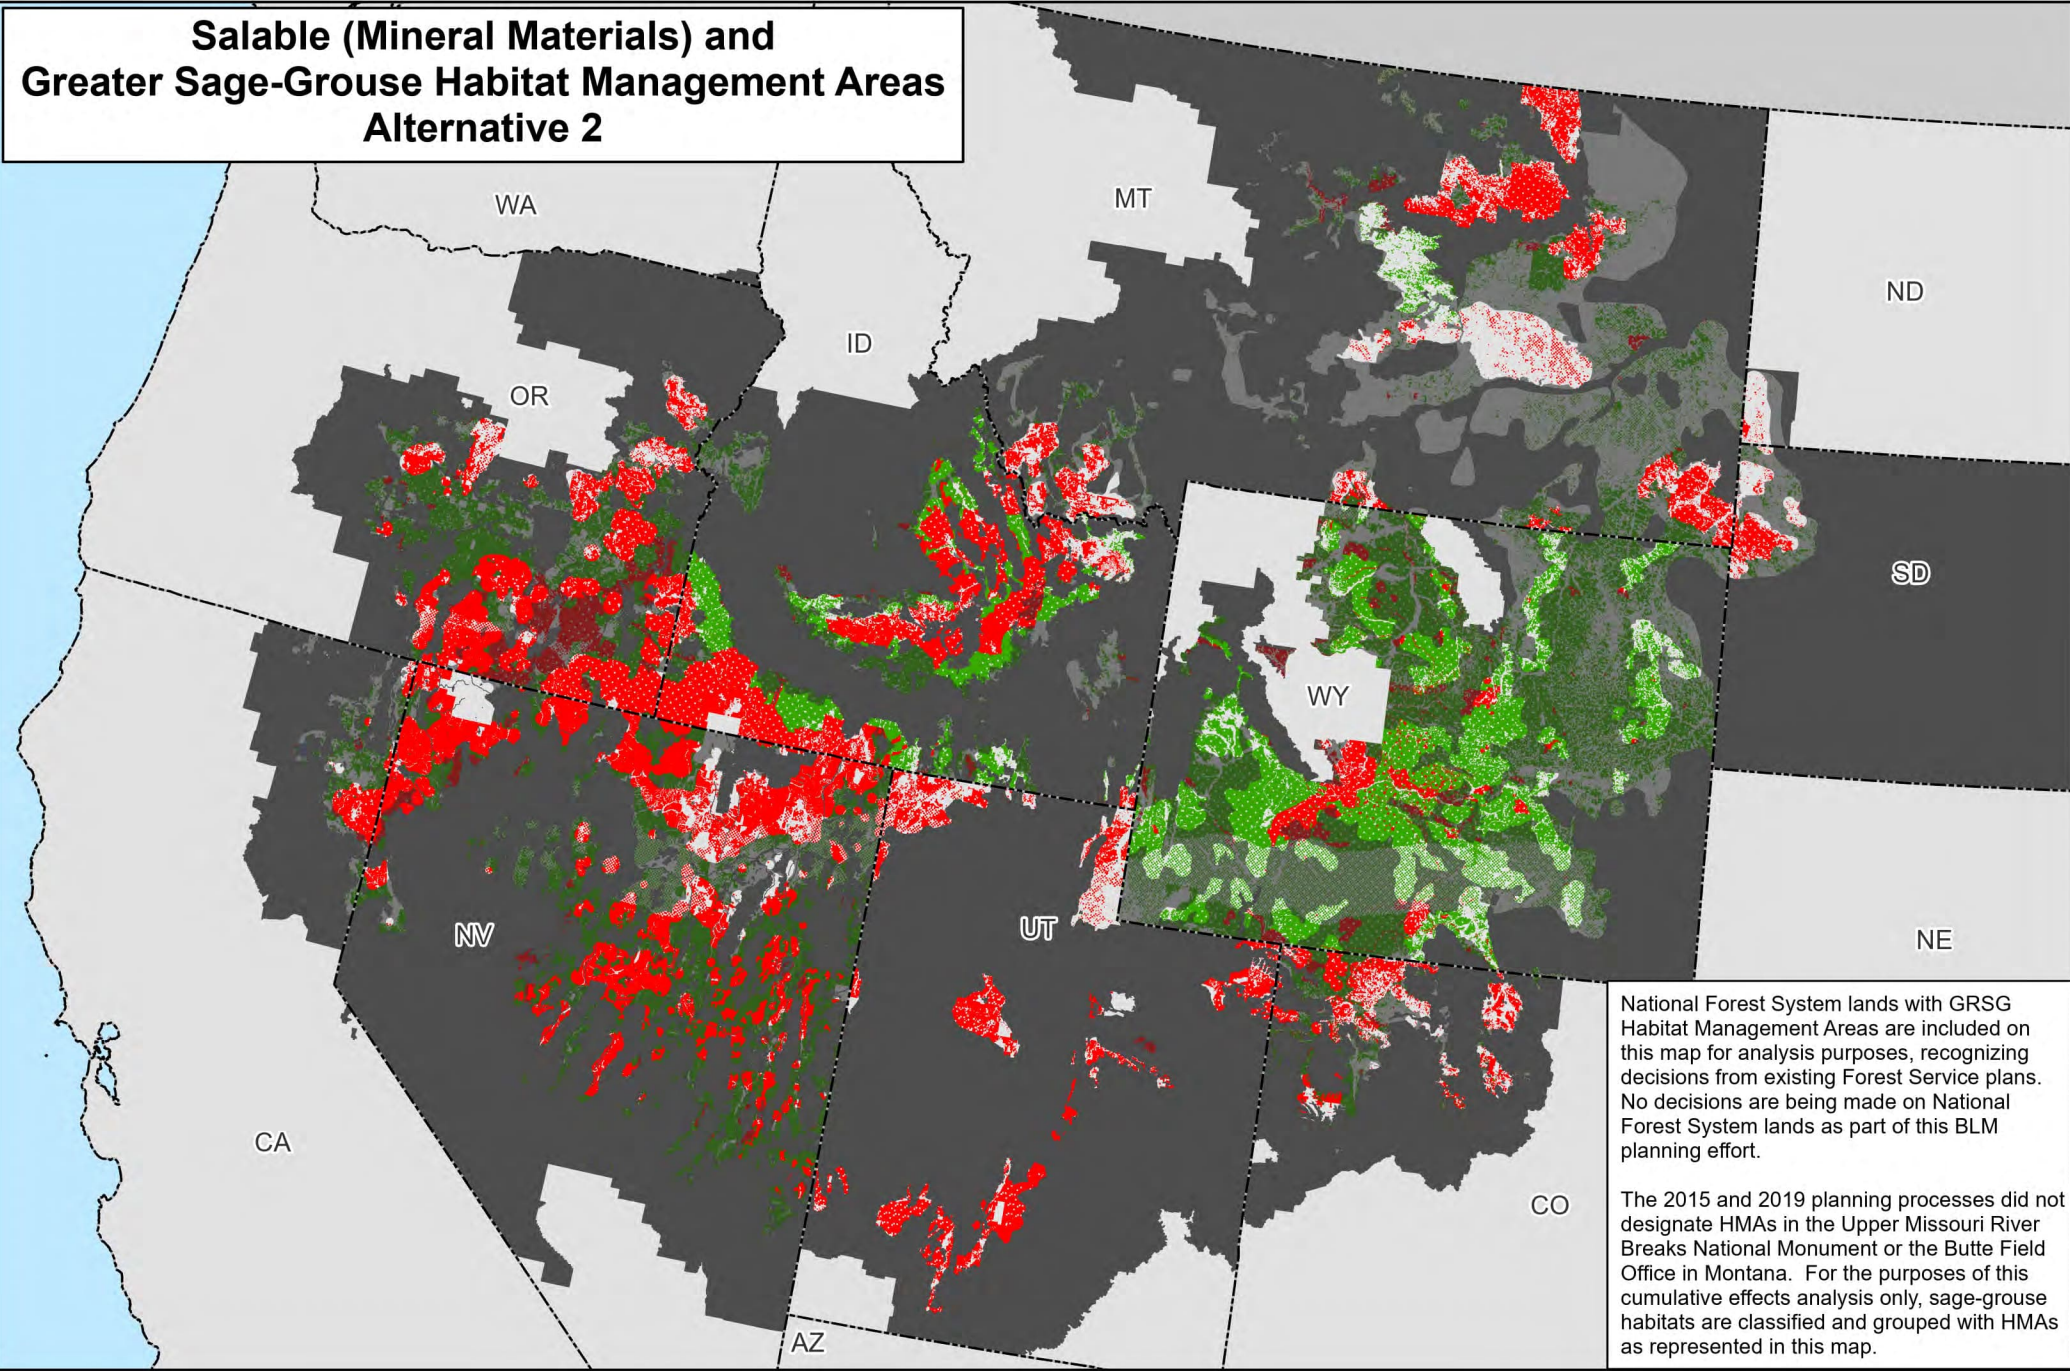 Salable (Mineral Materials) and
Greater Sage-Grouse Habitat Management Areas
Alternative 2
WA
MT
ND
ID
OR
SD
WY
NV
UT
NE
CA
CO
AZ
National Forest System lands with GRSG
Habitat Management Areas are included on
this map for analysis purposes, recognizing
decisions from existing Forest Service plans.
No decisions are being made on National
Forest System lands as part of this BLM
planning effort.
The 2015 and 2019 planning processes did not
designate HMAs in the Upper Missouri River
Breaks National Monument or the Butte Field
Office in Montana.  For the purposes of this
cumulative effects analysis only, sage-grouse
habitats are classified and grouped with HMAs
as represented in this map.